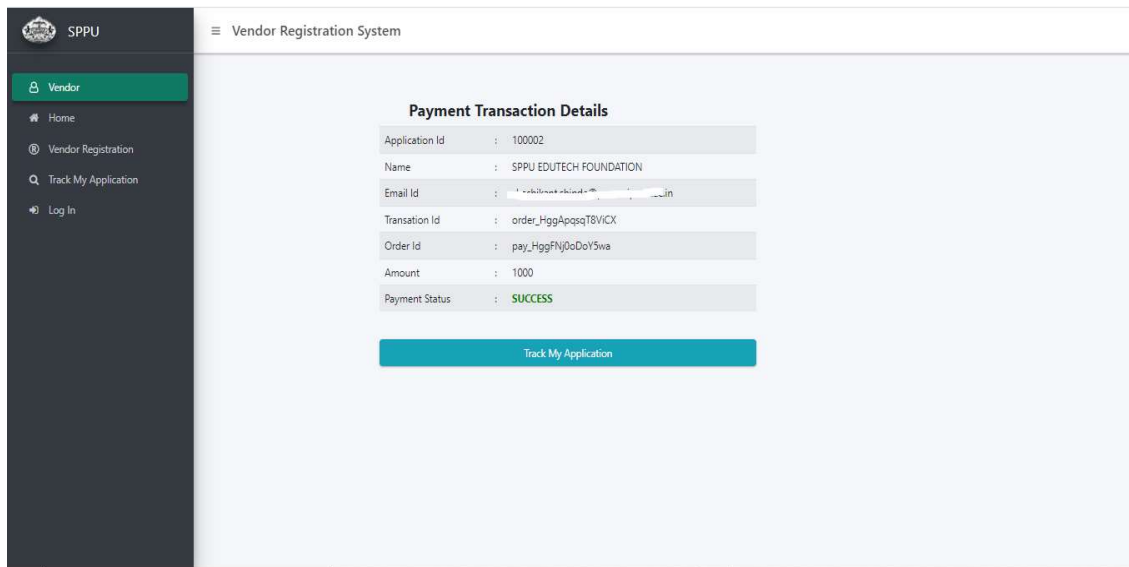 SPPU
≡ Vendor Registration System
Vendor
Home
Vendor Registration
Track My Application
Log In
Payment Transaction Details
Application Id : 100002
Name : SPPU EDUTECH FOUNDATION
Email Id :
Transation Id : order_HggApqsqT8ViCX
Order Id : pay_HggFNj0oDoY5wa
Amount : 1000
Payment Status : SUCCESS
Track My Application